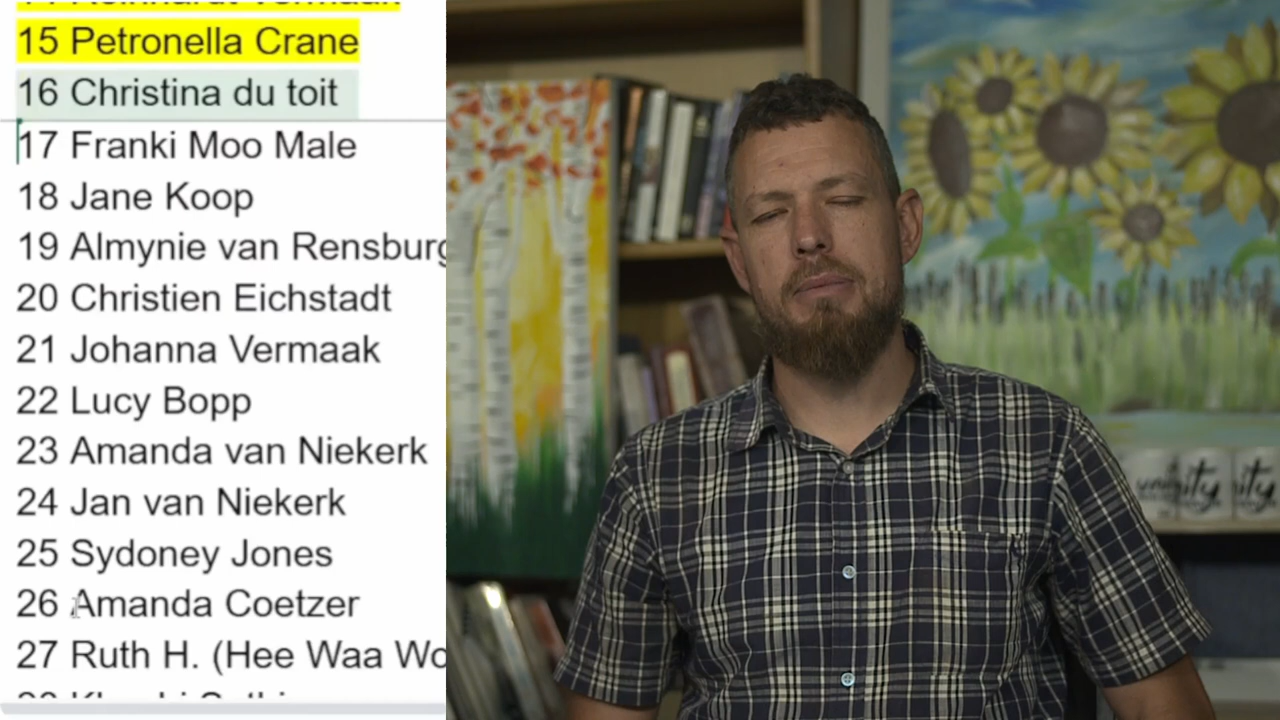 15 Petronella Crane
16 Christina du toit
17 Franki Moo Male
18 Jane Koop
19 Almynie van Rensburg
20 Christien Eichstadt
21 Johanna Vermaak
22 Lucy Bopp
23 Amanda van Niekerk
24 Jan van Niekerk
25 Sydoney Jones
26 Amanda Coetzer
27 Ruth H. (Hee Waa Wo